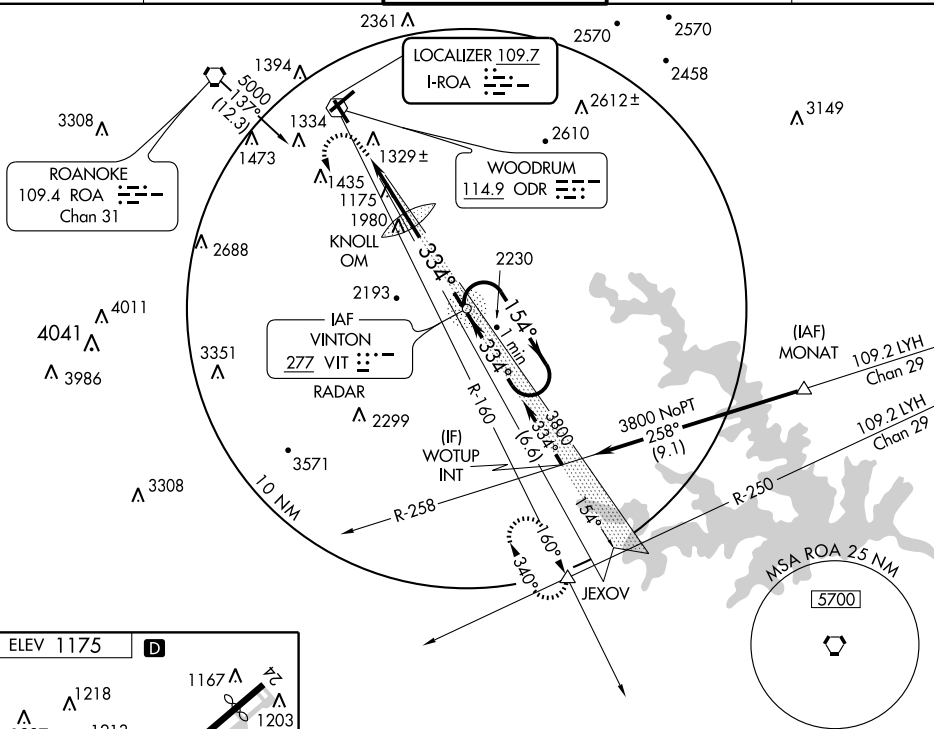 2361
2570
2570
LOCALIZER 109.7
I-ROA
1394
2458
5000
137°
(12.3)
2612±
3149
3308
1334
1473
1329±
2610
ROANOKE
109.4 ROA
Chan 31
WOODRUM
114.9 ODR
1435
1175
1980
KNOLL
OM
2688
334°
2230
2193
154°
1 min
334°
4011
4041
3986
IAF
VINTON
277 VIT
RADAR
3351
(IAF)
MONAT
109.2 LYH
Chan 29
R-160
2299
3800
334°
(6.6)
3800 NoPT
258°
(9.1)
109.2 LYH
Chan 29
(IF)
WOTUP
INT
3571
R-250
3308
10 NM
R-258
154°
160°
340°
JEXOV
MSA ROA 25 NM
5700
ELEV 1175
D
1167
24
1218
1203